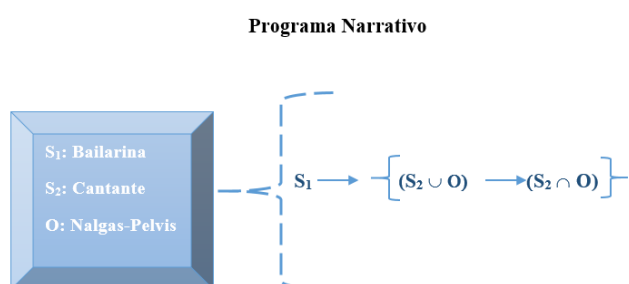 Programa Narrativo
S₁: Bailarina
S₂: Cantante
O: Nalgas-Pelvis
S₁ → {(S₂ ∪ O) → (S₂ ∩ O)}